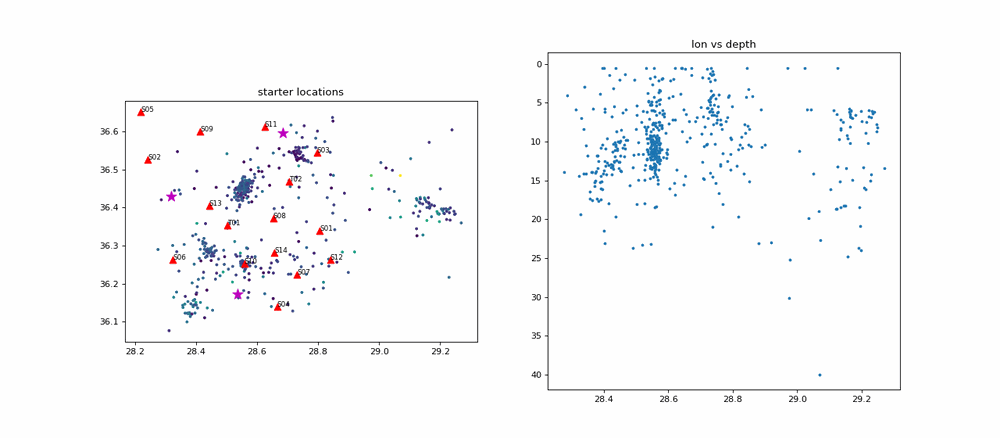 starter locations
36.6
36.5
36.4
36.3
36.2
36.1
S05
S09
S11
S02
S03
T02
S13
T01
S08
S01
S06
S14
S12
S07
S04
28.2 28.4 28.6 28.8 29.0 29.2
lon vs depth
0
5
10
15
20
25
30
35
40
28.4 28.6 28.8 29.0 29.2